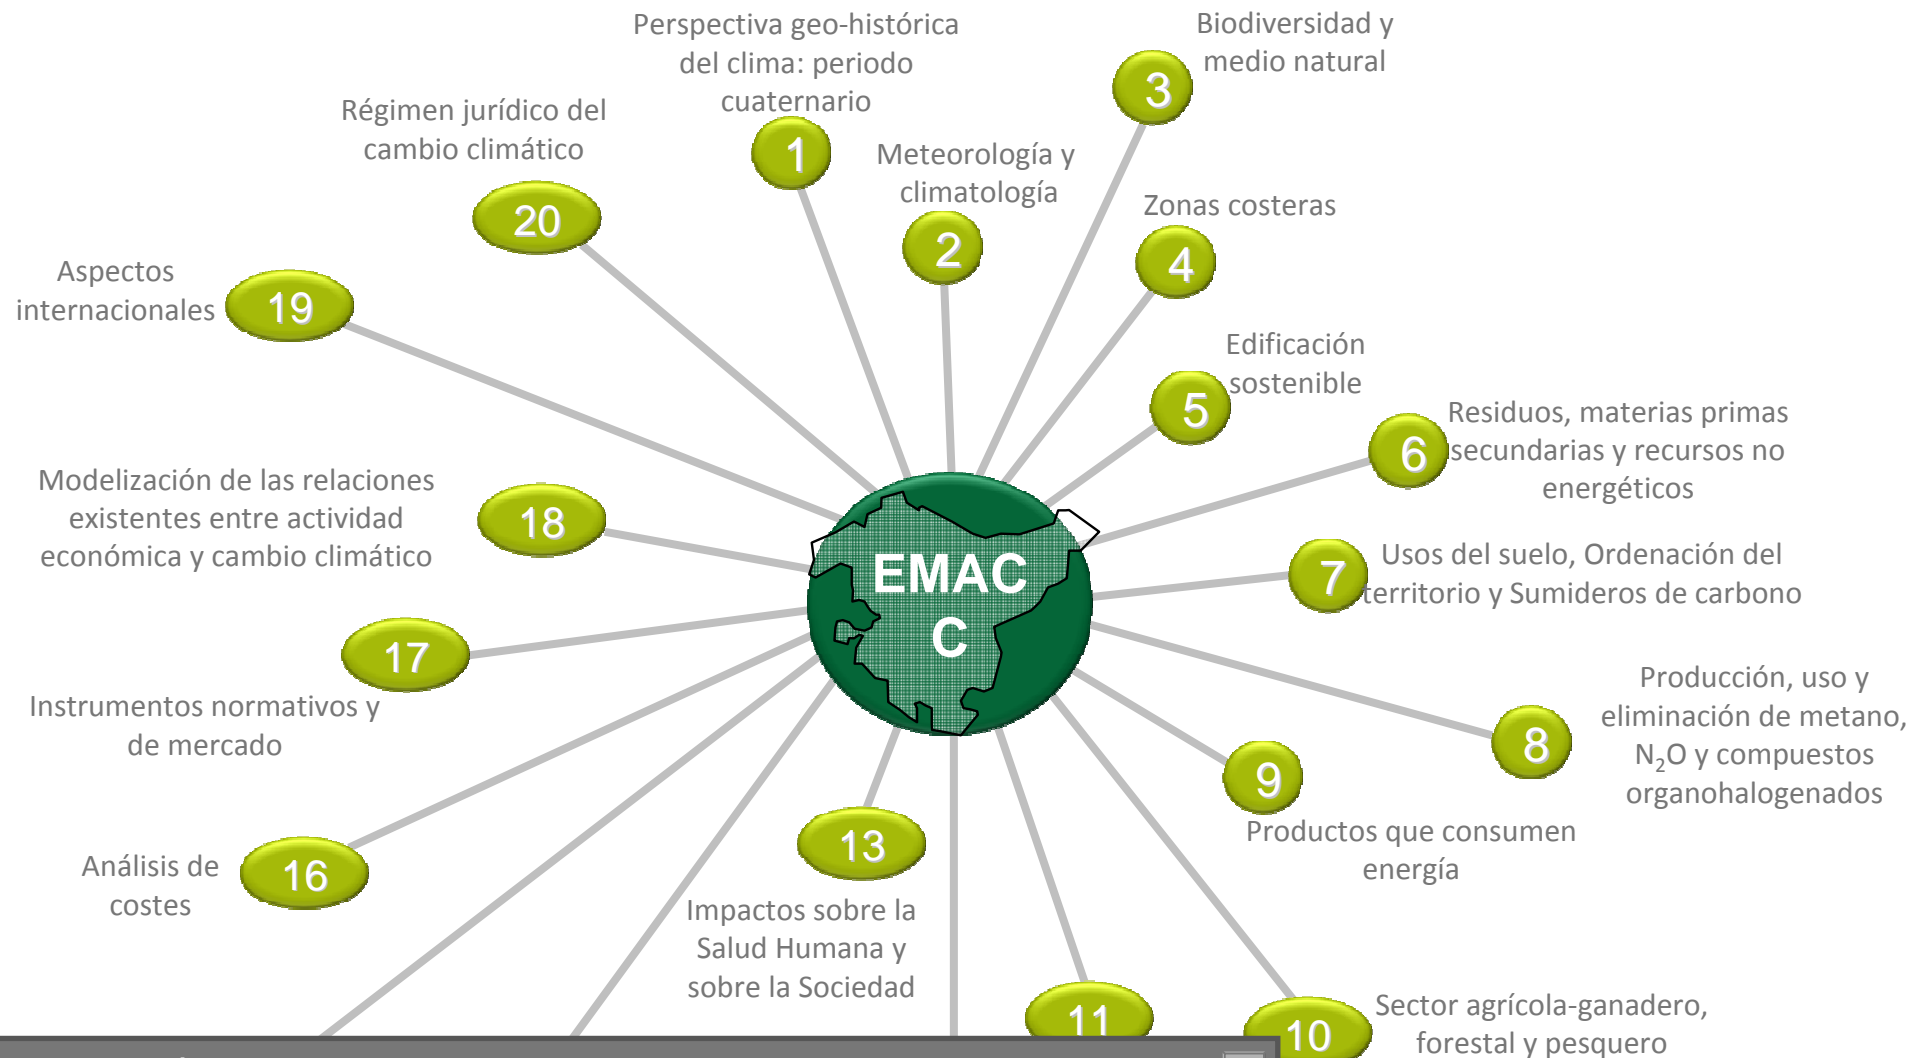 Perspectiva geo-histórica
del clima: periodo
cuaternario
1
Meteorología y
climatología
2
Biodiversidad y
medio natural
3
Zonas costeras
4
Edificación
sostenible
5
Residuos, materias primas
secundarias y recursos no
energéticos
6
Usos del suelo, Ordenación del
territorio y Sumideros de carbono
7
Producción, uso y
eliminación de metano,
N₂O y compuestos
organohalogenados
8
Productos que consumen
energía
9
Sector agrícola-ganadero,
forestal y pesquero
10
11
13
Impactos sobre la
Salud Humana y
sobre la Sociedad
16
Análisis de
costes
17
Instrumentos normativos y
de mercado
18
Modelización de las relaciones
existentes entre actividad
económica y cambio climático
19
Aspectos
internacionales
20
Régimen jurídico del
cambio climático
EMAC
C